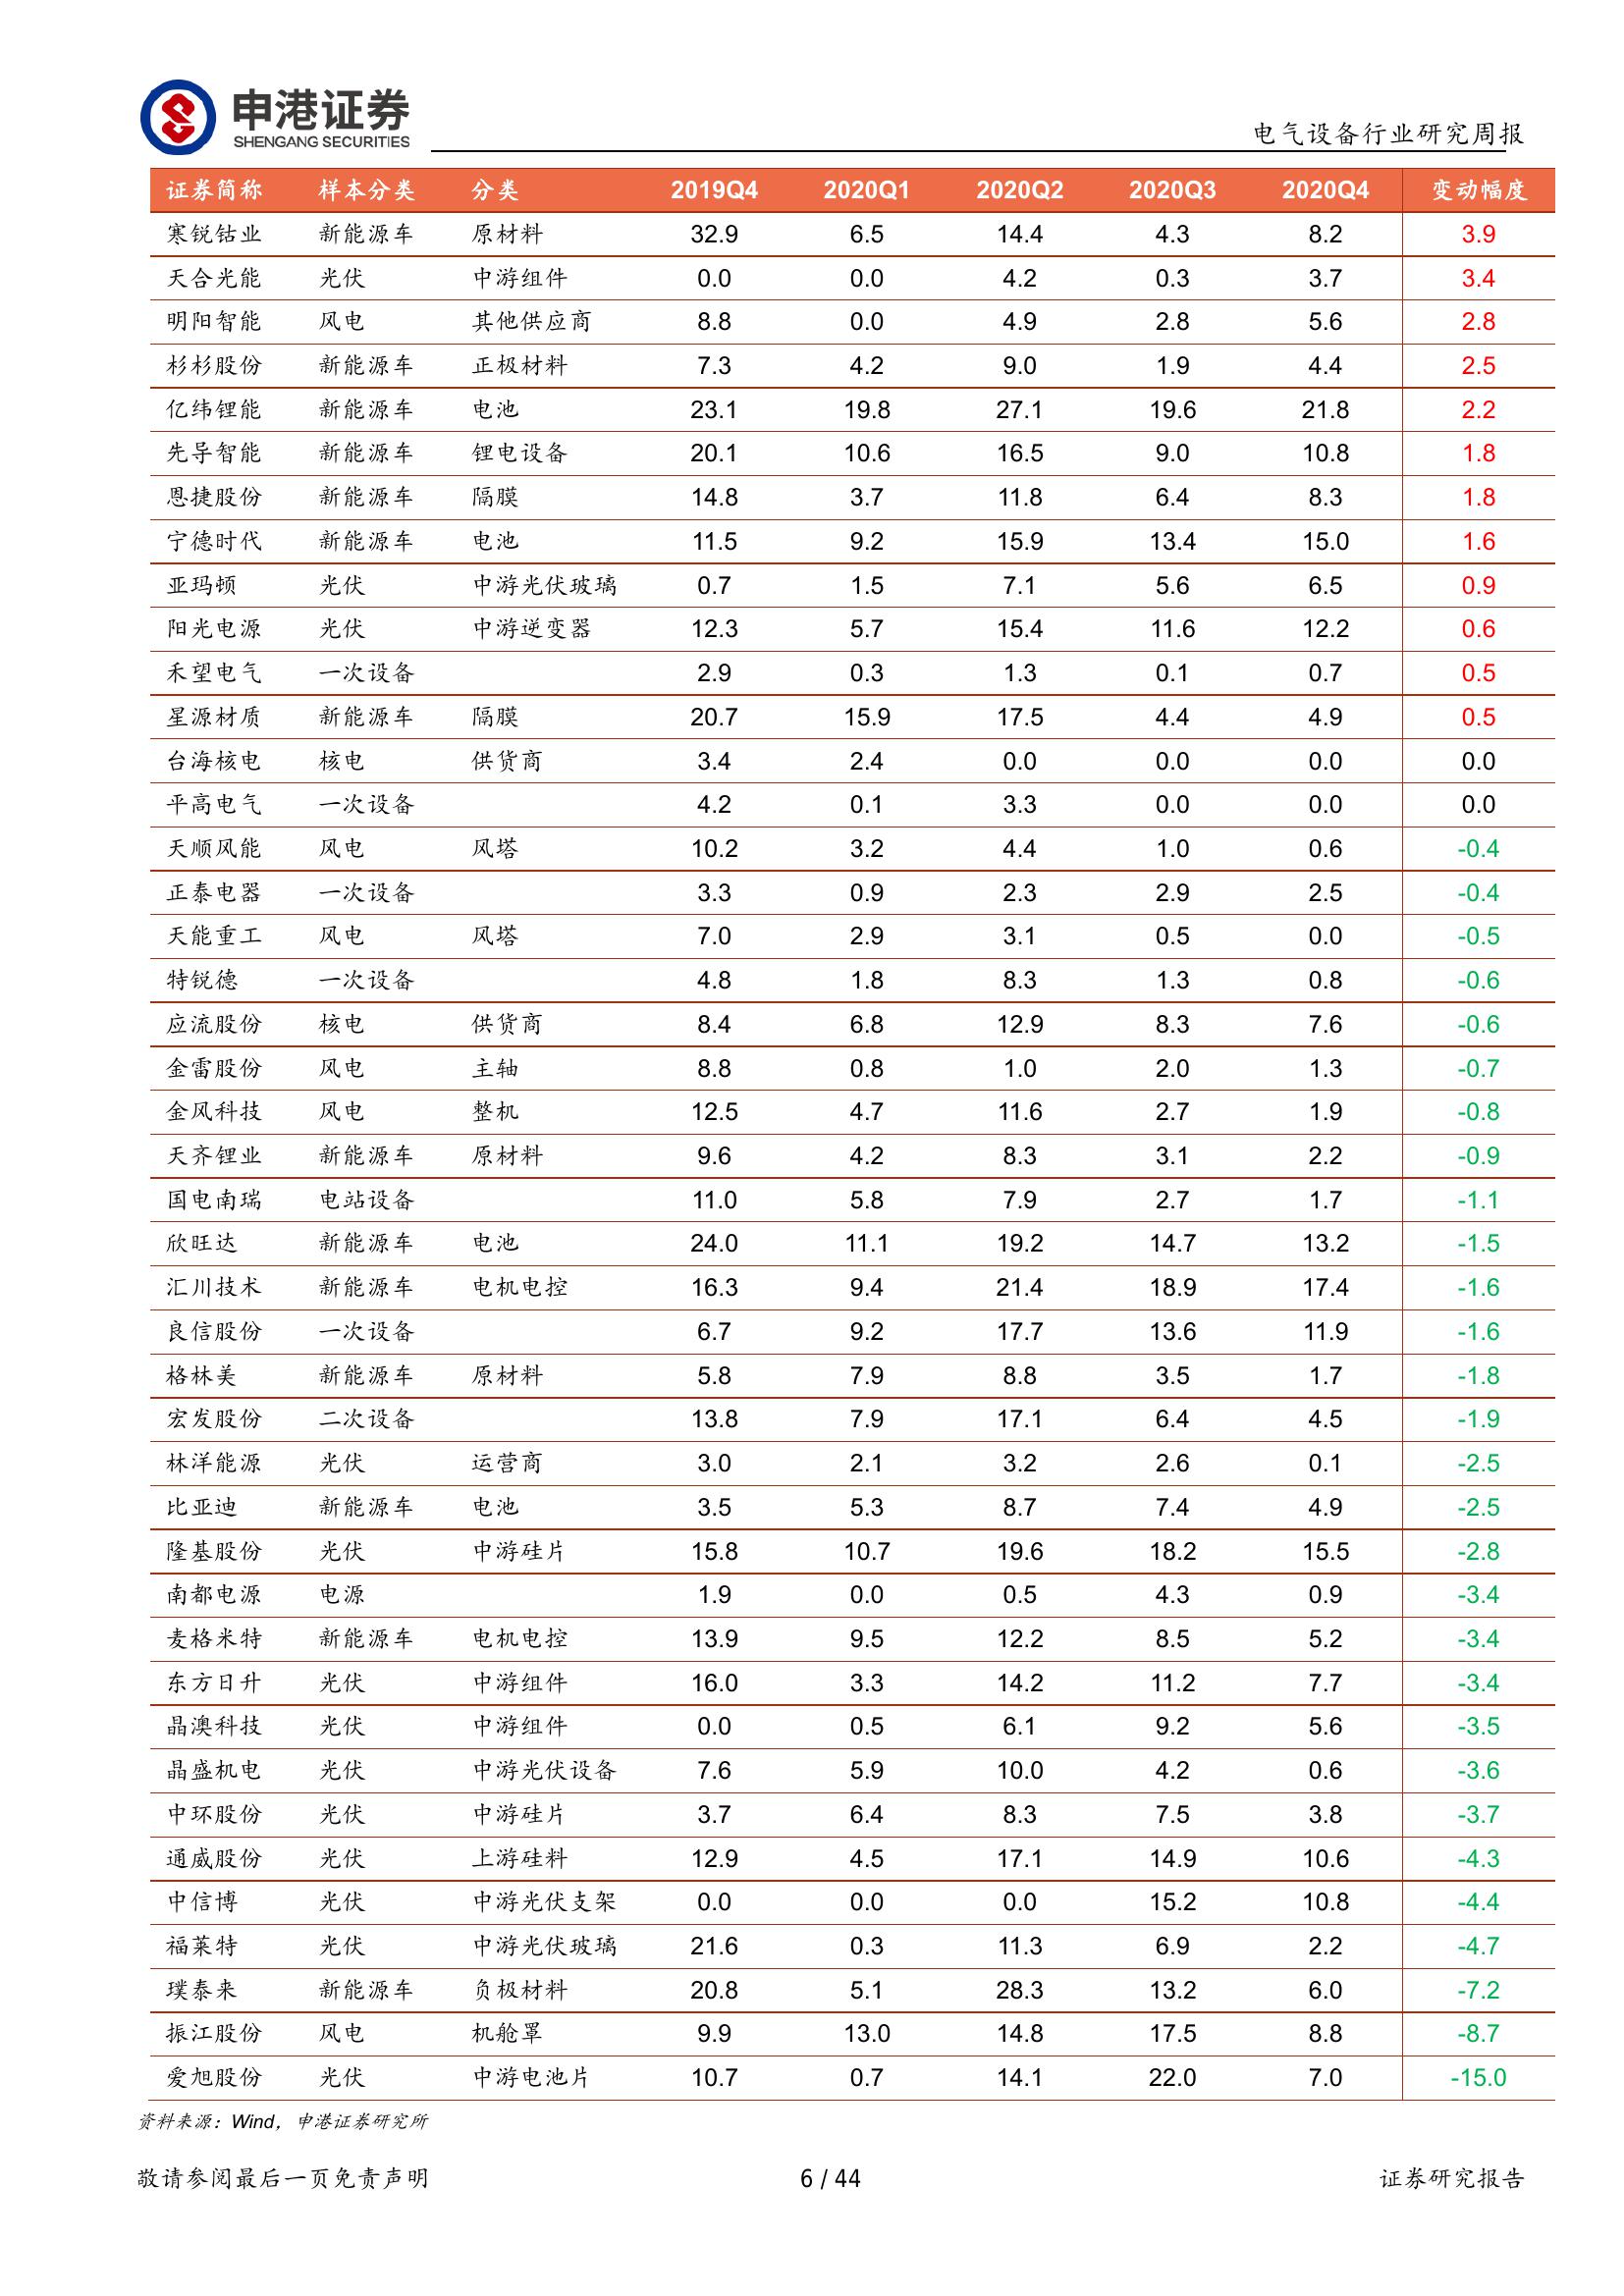 申港证券
SHENGANG SECURITIES
电气设备行业研究周报
证券简称 样本分类 分类 2019Q4 2020Q1 2020Q2 2020Q3 2020Q4 变动幅度
寒锐钴业 新能源车 原材料 32.9 6.5 14.4 4.3 8.2 3.9
天合光能 光伏 中游组件 0.0 0.0 4.2 0.3 3.7 3.4
明阳智能 风电 其他供应商 8.8 0.0 4.9 2.8 5.6 2.8
杉杉股份 新能源车 正极材料 7.3 4.2 9.0 1.9 4.4 2.5
亿纬锂能 新能源车 电池 23.1 19.8 27.1 19.6 21.8 2.2
先导智能 新能源车 锂电设备 20.1 10.6 16.5 9.0 10.8 1.8
恩捷股份 新能源车 隔膜 14.8 3.7 11.8 6.4 8.3 1.8
宁德时代 新能源车 电池 11.5 9.2 15.9 13.4 15.0 1.6
亚玛顿 光伏 中游光伏玻璃 0.7 1.5 7.1 5.6 6.5 0.9
阳光电源 光伏 中游逆变器 12.3 5.7 15.4 11.6 12.2 0.6
禾望电气 一次设备 2.9 0.3 1.3 0.1 0.7 0.5
星源材质 新能源车 隔膜 20.7 15.9 17.5 4.4 4.9 0.5
台海核电 核电 供货商 3.4 2.4 0.0 0.0 0.0 0.0
平高电气 一次设备 4.2 0.1 3.3 0.0 0.0 0.0
天顺风能 风电 风塔 10.2 3.2 4.4 1.0 0.6 -0.4
正泰电器 一次设备 3.3 0.9 2.3 2.9 2.5 -0.4
天能重工 风电 风塔 7.0 2.9 3.1 0.5 0.0 -0.5
特锐德 一次设备 4.8 1.8 8.3 1.3 0.8 -0.6
应流股份 核电 供货商 8.4 6.8 12.9 8.3 7.6 -0.6
金雷股份 风电 主轴 8.8 0.8 1.0 2.0 1.3 -0.7
金风科技 风电 整机 12.5 4.7 11.6 2.7 1.9 -0.8
天齐锂业 新能源车 原材料 9.6 4.2 8.3 3.1 2.2 -0.9
国电南瑞 电站设备 11.0 5.8 7.9 2.7 1.7 -1.1
欣旺达 新能源车 电池 24.0 11.1 19.2 14.7 13.2 -1.5
汇川技术 新能源车 电机电控 16.3 9.4 21.4 18.9 17.4 -1.6
良信股份 一次设备 6.7 9.2 17.7 13.6 11.9 -1.6
格林美 新能源车 原材料 5.8 7.9 8.8 3.5 1.7 -1.8
宏发股份 二次设备 13.8 7.9 17.1 6.4 4.5 -1.9
林洋能源 光伏 运营商 3.0 2.1 3.2 2.6 0.1 -2.5
比亚迪 新能源车 电池 3.5 5.3 8.7 7.4 4.9 -2.5
隆基股份 光伏 中游硅片 15.8 10.7 19.6 18.2 15.5 -2.8
南都电源 电源 1.9 0.0 0.5 4.3 0.9 -3.4
麦格米特 新能源车 电机电控 13.9 9.5 12.2 8.5 5.2 -3.4
东方日升 光伏 中游组件 16.0 3.3 14.2 11.2 7.7 -3.4
晶澳科技 光伏 中游组件 0.0 0.5 6.1 9.2 5.6 -3.5
晶盛机电 光伏 中游光伏设备 7.6 5.9 10.0 4.2 0.6 -3.6
中环股份 光伏 中游硅片 3.7 6.4 8.3 7.5 3.8 -3.7
通威股份 光伏 上游硅料 12.9 4.5 17.1 14.9 10.6 -4.3
中信博 光伏 中游光伏支架 0.0 0.0 0.0 15.2 10.8 -4.4
福莱特 光伏 中游光伏玻璃 21.6 0.3 11.3 6.9 2.2 -4.7
璞泰来 新能源车 负极材料 20.8 5.1 28.3 13.2 6.0 -7.2
振江股份 风电 机舱罩 9.9 13.0 14.8 17.5 8.8 -8.7
爱旭股份 光伏 中游电池片 10.7 0.7 14.1 22.0 7.0 -15.0
资料来源：Wind，申港证券研究所
敬请参阅最后一页免责声明 6 / 44 证券研究报告